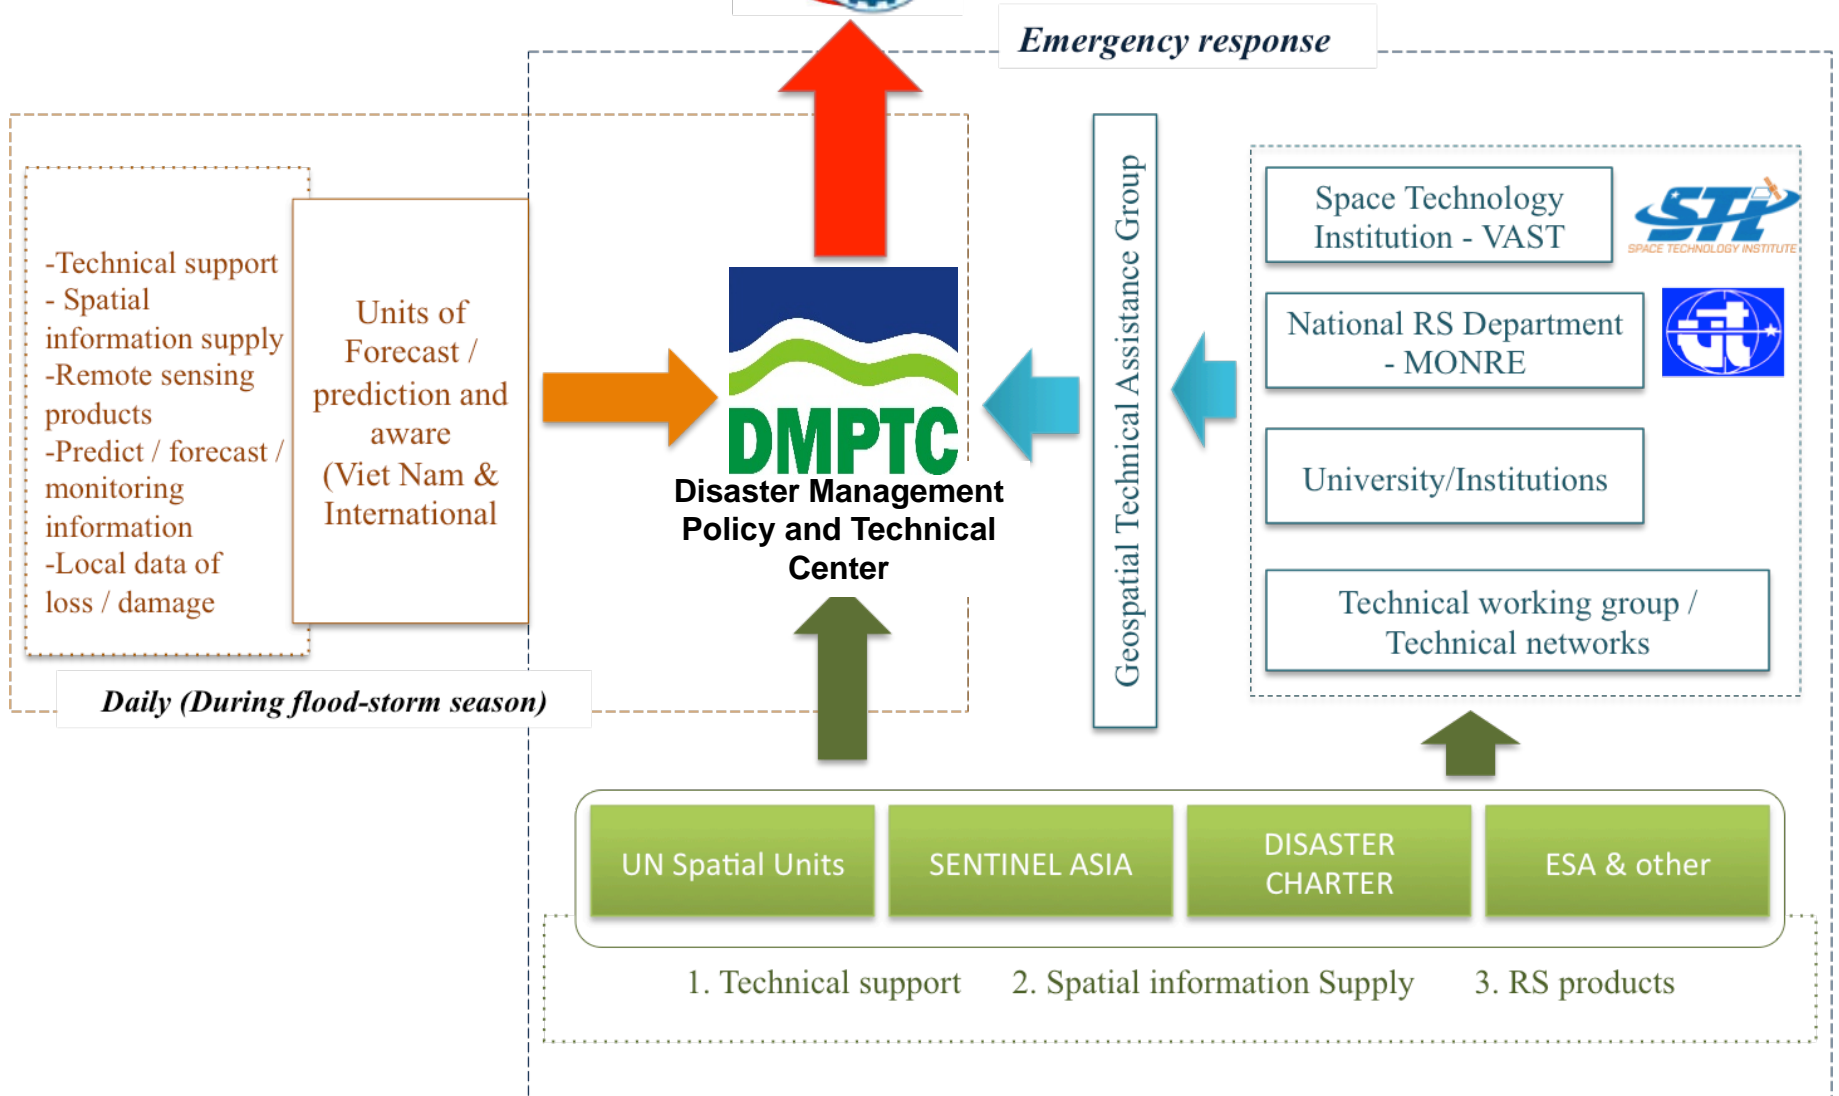 Emergency response
-Technical support
- Spatial
information supply
-Remote sensing
products
-Predict / forecast /
monitoring
information
-Local data of
loss / damage
Units of
Forecast /
prediction and
aware
(Viet Nam &
International
Daily (During flood-storm season)
DMPTC
Disaster Management
Policy and Technical
Center
Geospatial Technical Assistance Group
Space Technology
Institution - VAST
STI
SPACE TECHNOLOGY INSTITUTE
National RS Department
- MONRE
University/Institutions
Technical working group /
Technical networks
UN Spatial Units
SENTINEL ASIA
DISASTER
CHARTER
ESA & other
1. Technical support
2. Spatial information Supply
3. RS products